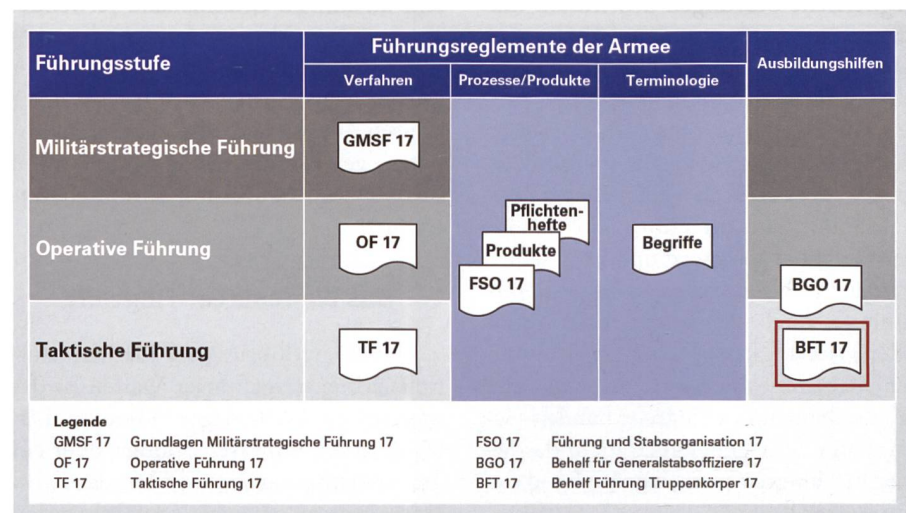 Führungsstufe
Führungsreglemente der Armee
Ausbildungshilfen
Verfahren
Prozesse/Produkte
Terminologie
Militärstrategische Führung
GMSF 17
Operative Führung
OF 17
Pflichten-
hefte
Produkte
FSO 17
Begriffe
BGO 17
Taktische Führung
TF 17
BFT 17
Legende
GMSF 17 Grundlagen Militärstrategische Führung 17
OF 17 Operative Führung 17
TF 17 Taktische Führung 17
FSO 17 Führung und Stabsorganisation 17
BGO 17 Behelf für Generalstabsoffiziere 17
BFT 17 Behelf Führung Truppenkörper 17